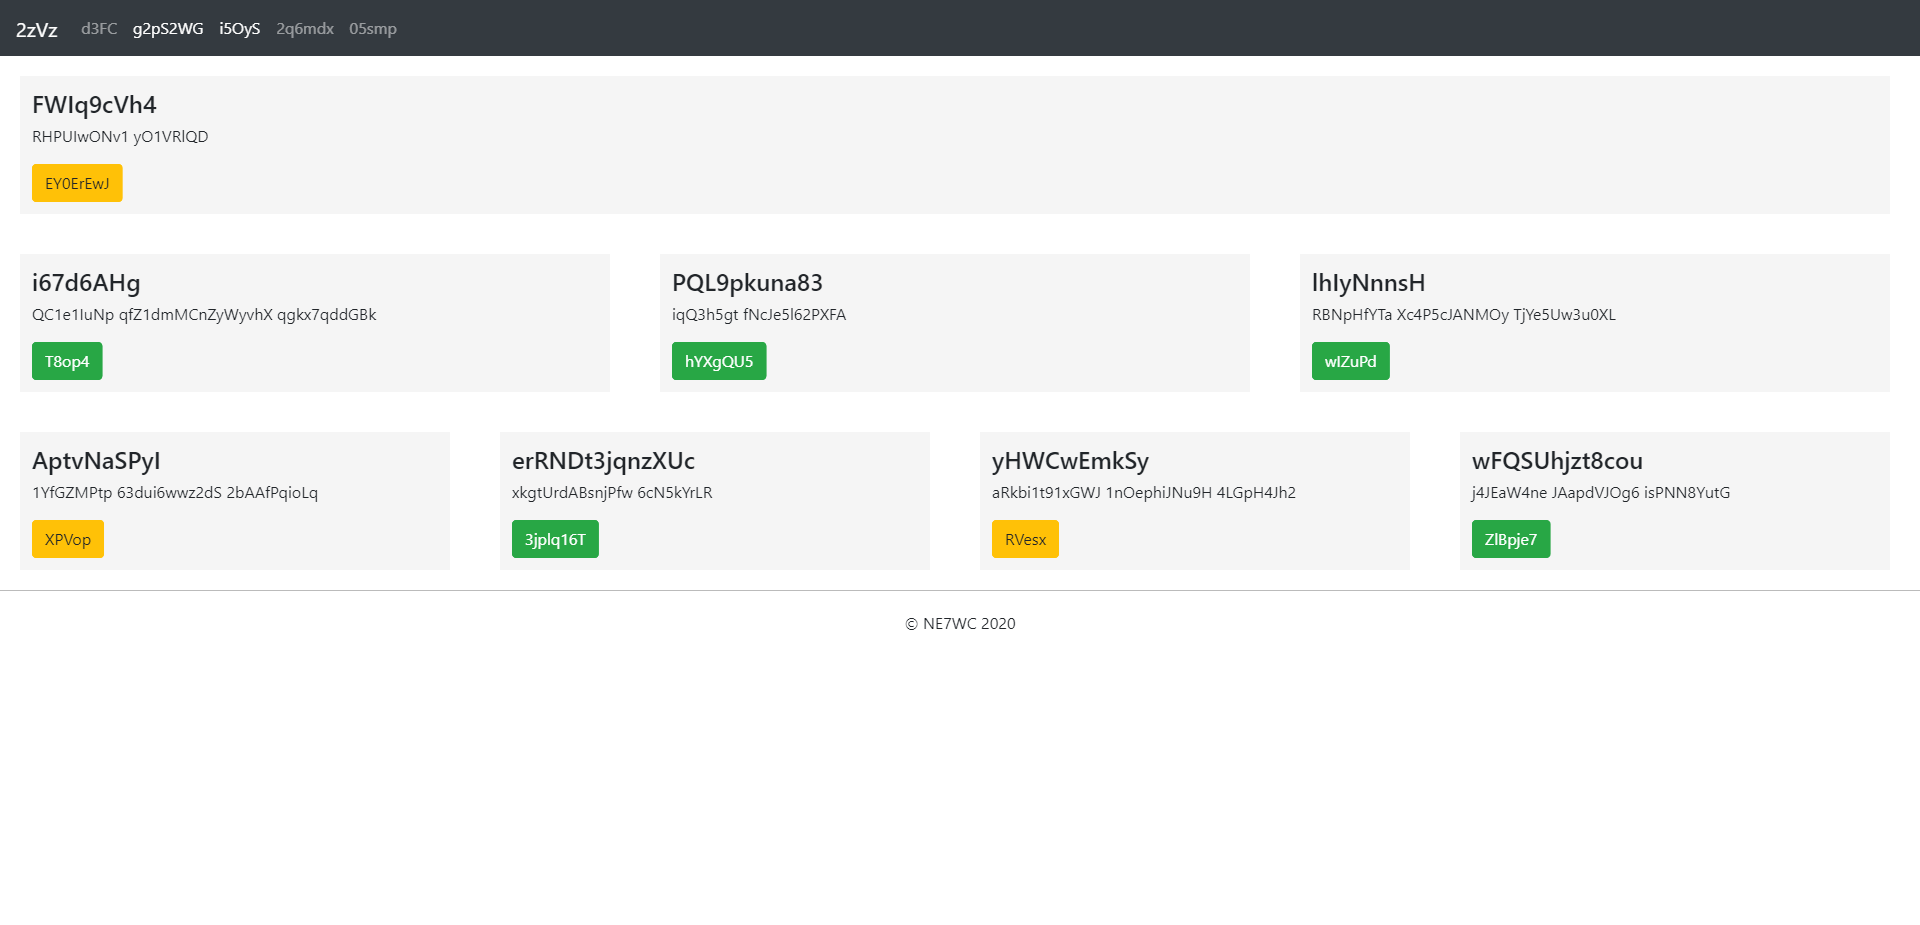 2zVz d3FC g2pS2WG i5OyS 2q6mdx 05smp
FWIq9cVh4
RHPUIwONv1 yO1VRlQD
EY0ErEwJ
i67d6AHg
QC1e1IuNp qfZ1dmMCnZyWyvhX qgkx7qddGBk
T8op4
PQL9pkuna83
iqQ3h5gt fNcJe5l62PXFA
hYXgQU5
lhIyNnnsH
RBNpHfYTa Xc4P5cJANMOy TjYe5Uw3u0XL
wIZuPd
AptvNaSPyI
1YfGZMPtp 63dui6wwz2dS 2bAAfPqioLq
XPVop
erRNDt3jqnzXUc
xkgtUrdABsnjPfw 6cN5kYrLR
3jplq16T
yHWCwEmkSy
aRkbi1t91xGWJ 1nOephiJNu9H 4LGpH4Jh2
RVesx
wFQSUhjzt8cou
j4JEaW4ne JAapdVJOg6 isPNN8YutG
ZlBpje7
© NE7WC 2020